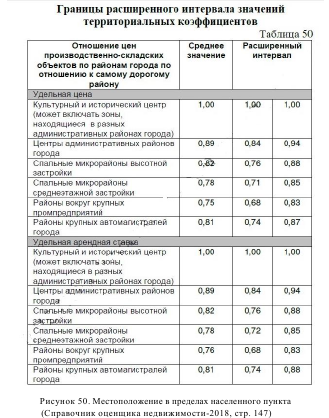 Границы расширенного интервала значений
территориальных коэффициентов
Таблица 50
Отношение цен
производственно-складских
объектов по районам города по
отношению к самому дорогому
району
Среднее
значение
Расширенный
интервал
Удельная цена
Культурный и исторический центр
(может включать зоны,
находящиеся в разных
административных районах города)
1,00 1,00 1,00
Центры административных районов
города
0,89 0,84 0,94
Спальные микрорайоны высотной
застройки
0,82 0,76 0,88
Спальные микрорайоны
среднеэтажной застройки
0,78 0,71 0,85
Районы вокруг крупных
промпредприятий
0,75 0,68 0,83
Районы крупных автомагистралей
города
0,81 0,74 0,87
Удельная арендная ставка
Культурный и исторический центр
(может включать зоны,
находящиеся в разных
административных районах города)
1,00 1,00 1,00
Центры административных районов
города
0,89 0,84 0,94
Спальные микрорайоны высотной
застройки
0,82 0,76 0,88
Спальные микрорайоны
среднеэтажной застройки
0,78 0,72 0,85
Районы вокруг крупных
промпредприятий
0,76 0,68 0,83
Районы крупных автомагистралей
города
0,81 0,74 0,88
Рисунок 50. Местоположение в пределах населенного пункта
(Справочник оценщика недвижимости-2018, стр. 147)